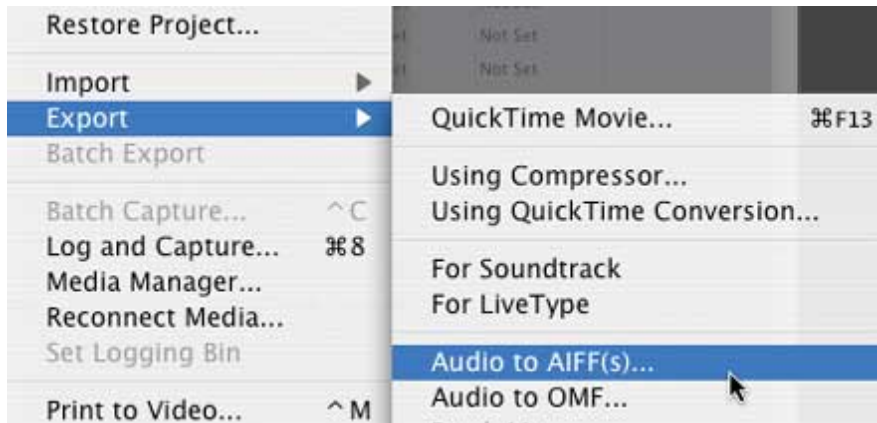 Restore Project...
Not Set
Not Set
Import
Export
Batch Export
Batch Capture... ^C
Log and Capture... ⌘8
Media Manager...
Reconnect Media...
Set Logging Bin
Print to Video... ^M
QuickTime Movie... ⌘F13
Using Compressor...
Using QuickTime Conversion...
For Soundtrack
For LiveType
Audio to AIFF(s)...
Audio to OMF...